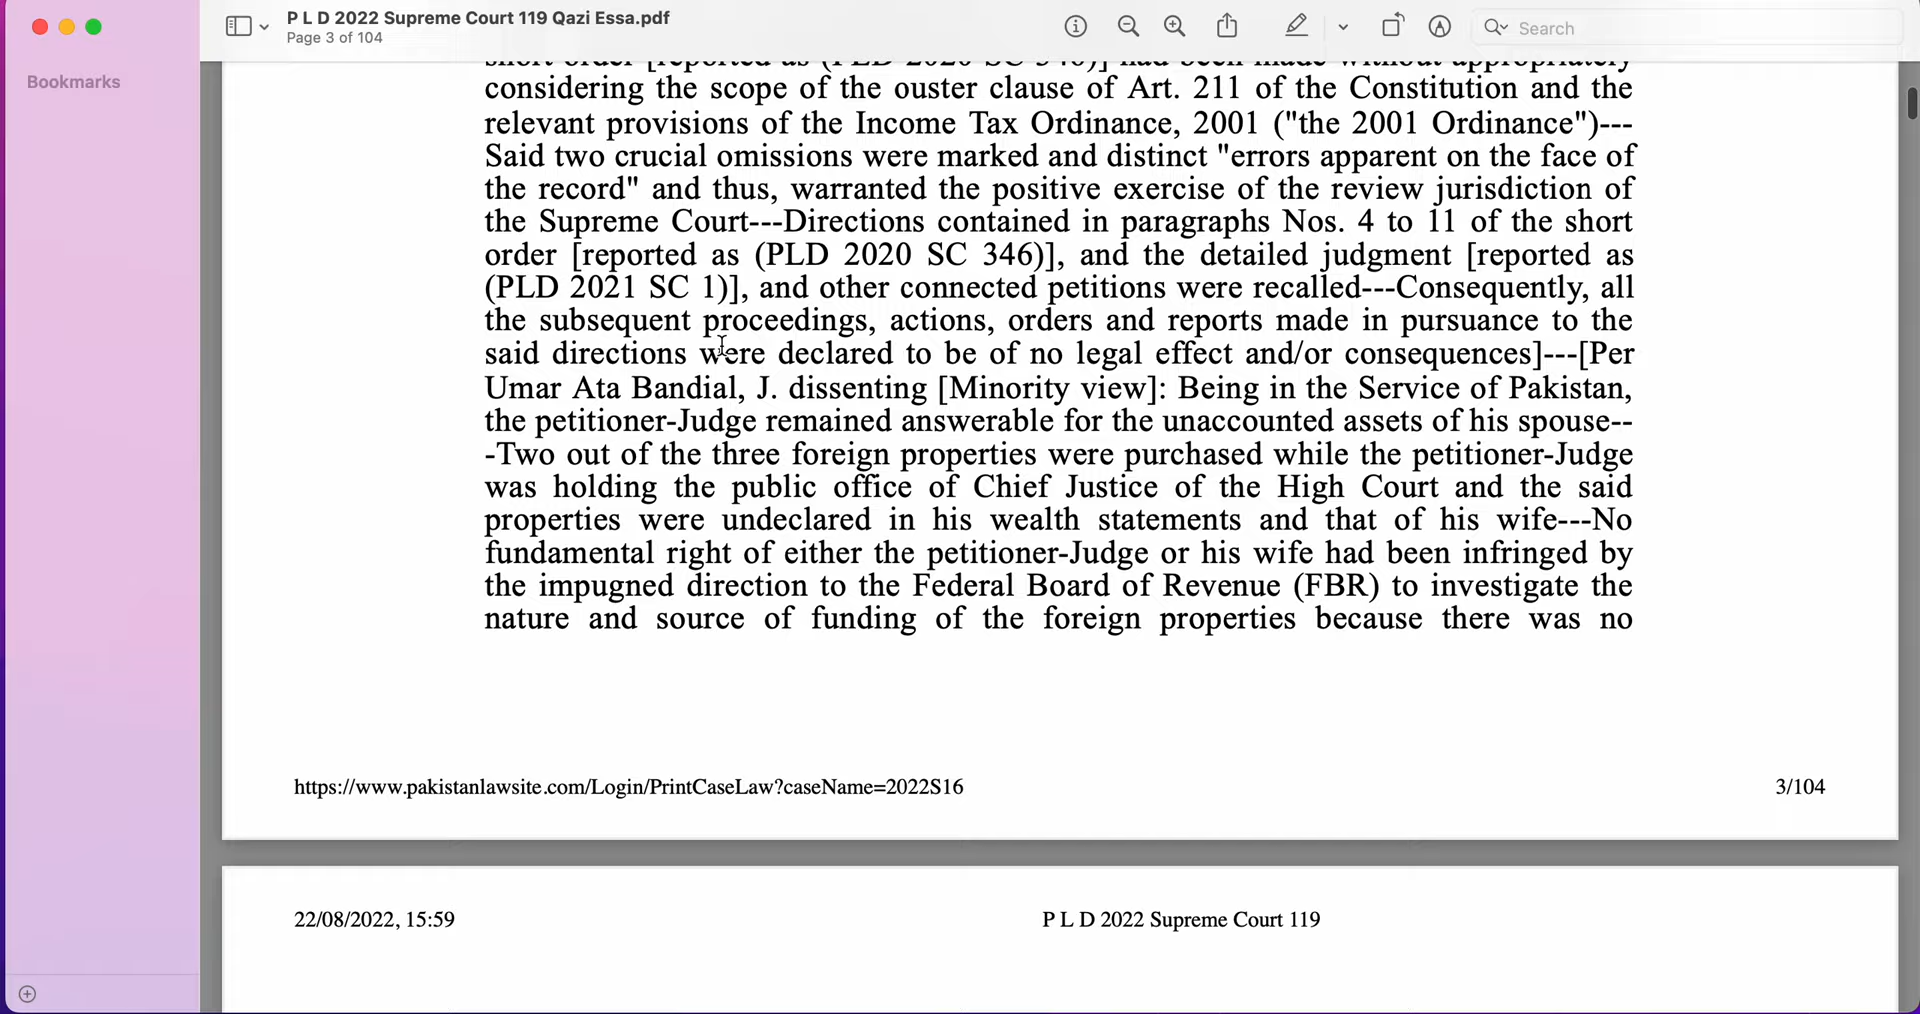 P L D 2022 Supreme Court 119 Qazi Essa.pdf
Page 3 of 104
Search
Bookmarks
short order [reported as (PLD 2020 SC 346)] had been made without appropriately
considering the scope of the ouster clause of Art. 211 of the Constitution and the
relevant provisions of the Income Tax Ordinance, 2001 ("the 2001 Ordinance")---
Said two crucial omissions were marked and distinct "errors apparent on the face of
the record" and thus, warranted the positive exercise of the review jurisdiction of
the Supreme Court---Directions contained in paragraphs Nos. 4 to 11 of the short
order [reported as (PLD 2020 SC 346)], and the detailed judgment [reported as
(PLD 2021 SC 1)], and other connected petitions were recalled---Consequently, all
the subsequent proceedings, actions, orders and reports made in pursuance to the
said directions were declared to be of no legal effect and/or consequences]---[Per
Umar Ata Bandial, J. dissenting [Minority view]: Being in the Service of Pakistan,
the petitioner-Judge remained answerable for the unaccounted assets of his spouse--
-Two out of the three foreign properties were purchased while the petitioner-Judge
was holding the public office of Chief Justice of the High Court and the said
properties were undeclared in his wealth statements and that of his wife---No
fundamental right of either the petitioner-Judge or his wife had been infringed by
the impugned direction to the Federal Board of Revenue (FBR) to investigate the
nature and source of funding of the foreign properties because there was no
https://www.pakistanlawsite.com/Login/PrintCaseLaw?caseName=2022S16 3/104
22/08/2022, 15:59 P L D 2022 Supreme Court 119